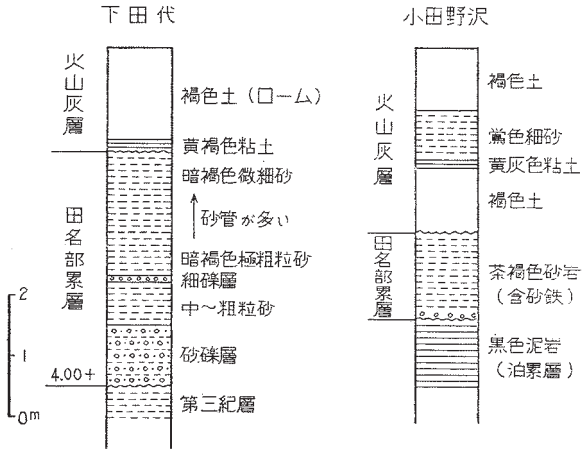 下田代
火山灰層
褐色土（ローム）
黄褐色粘土
暗褐色微細砂
砂管が多い
田名部累層
暗褐色極粗粒砂
細礫層
中〜粗粒砂
砂礫層
4.00+
第三紀層
2
1
0m
小田野沢
火山灰層
褐色土
鶯色細砂
黄灰色粘土
褐色土
田名部累層
茶褐色砂岩
（含砂鉄）
黒色泥岩
（泊累層）